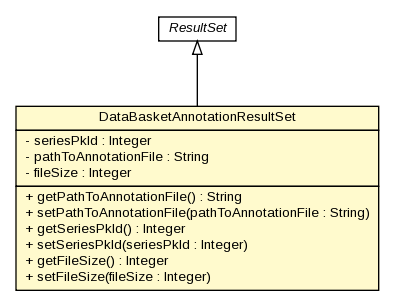 ResultSet
DataBasketAnnotationResultSet
- seriesPkId : Integer
- pathToAnnotationFile : String
- fileSize : Integer
+ getPathToAnnotationFile() : String
+ setPathToAnnotationFile(pathToAnnotationFile : String)
+ getSeriesPkId() : Integer
+ setSeriesPkId(seriesPkId : Integer)
+ getFileSize() : Integer
+ setFileSize(fileSize : Integer)